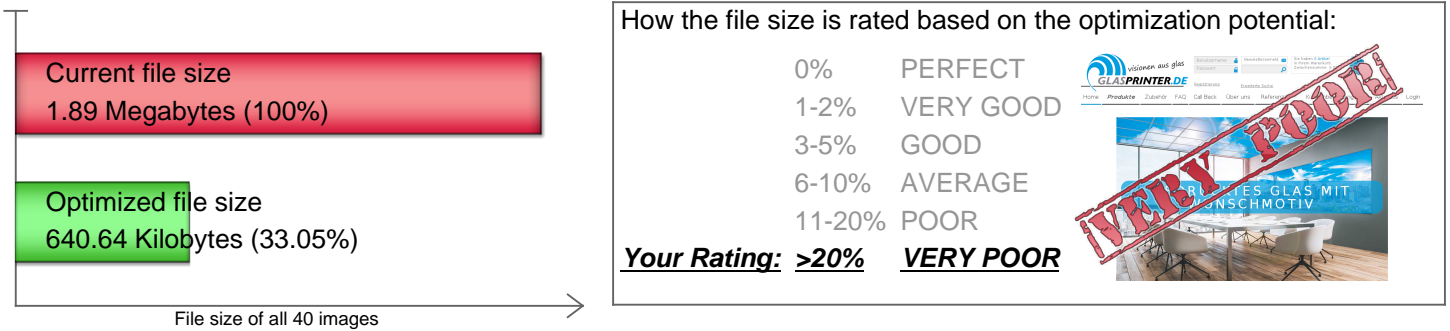 Current file size
1.89 Megabytes (100%)
Optimized file size
640.64 Kilobytes (33.05%)
File size of all 40 images
How the file size is rated based on the optimization potential:
0% PERFECT
1-2% VERY GOOD
3-5% GOOD
6-10% AVERAGE
11-20% POOR
Your Rating: >20% VERY POOR
visionen aus glas
GLASPRINTER.DE
Home Produkte Zubehör FAQ Call Back Über uns Login
GLAS MIT
VERY POOR!